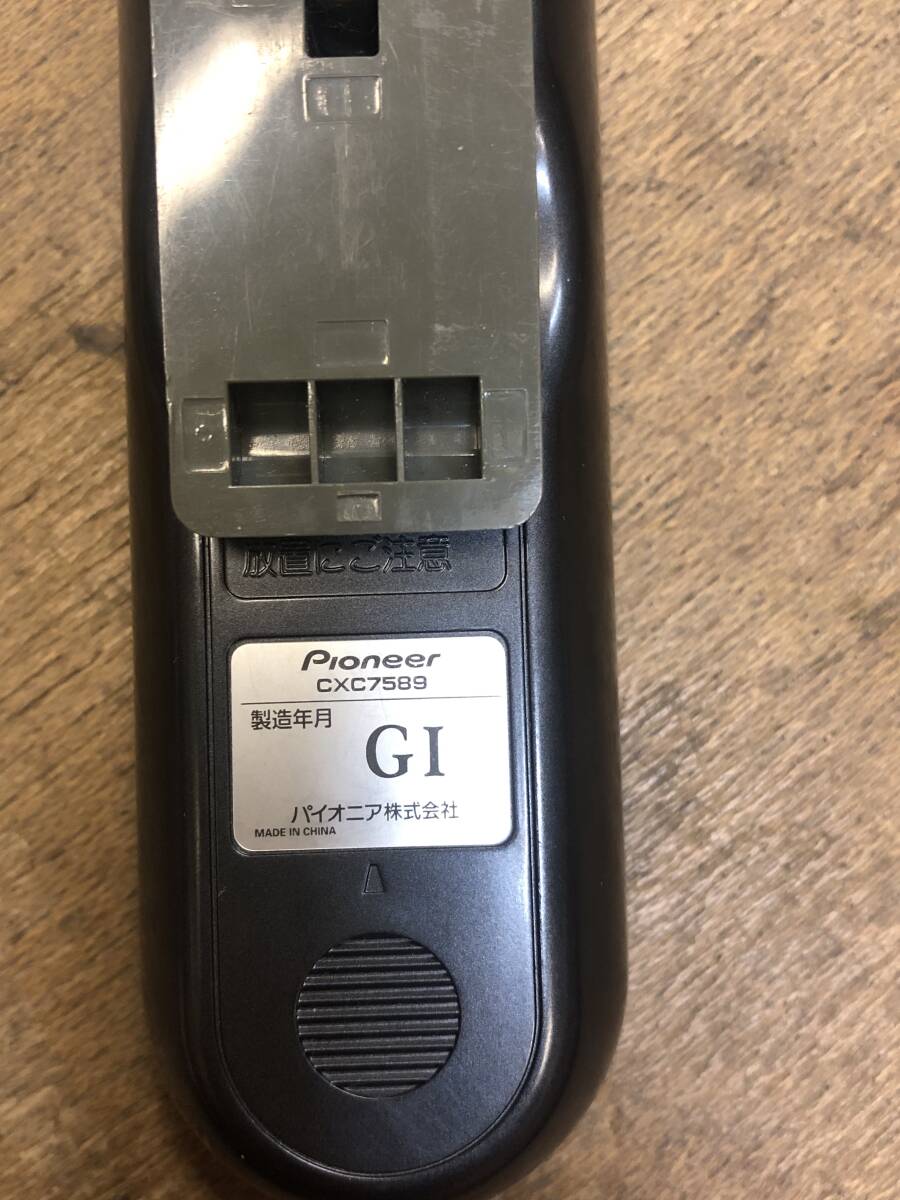 放置にご注意
Pioneer
CXC7589
製造年月
GI
パイオニア株式会社
MADE IN CHINA